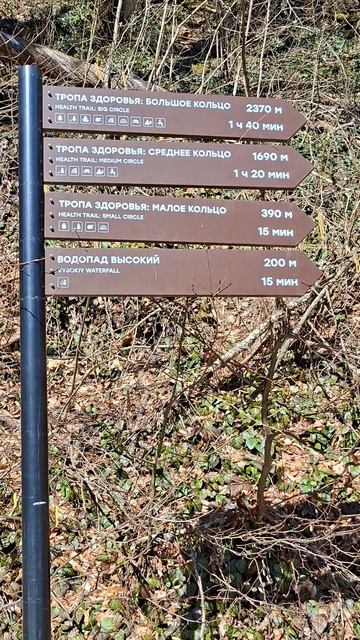 ТРОПА ЗДОРОВЬЯ: БОЛЬШОЕ КОЛЬЦО 2370 м
HEALTH TRAIL: BIG CIRCLE
1 ч 40 мин
ТРОПА ЗДОРОВЬЯ: СРЕДНЕЕ КОЛЬЦО 1690 м
HEALTH TRAIL: MEDIUM CIRCLE
1 ч 20 мин
ТРОПА ЗДОРОВЬЯ: МАЛОЕ КОЛЬЦО 390 м
HEALTH TRAIL: SMALL CIRCLE
15 мин
ВОДОПАД ВЫСОКИЙ 200 м
VYSOKIY WATERFALL
15 мин